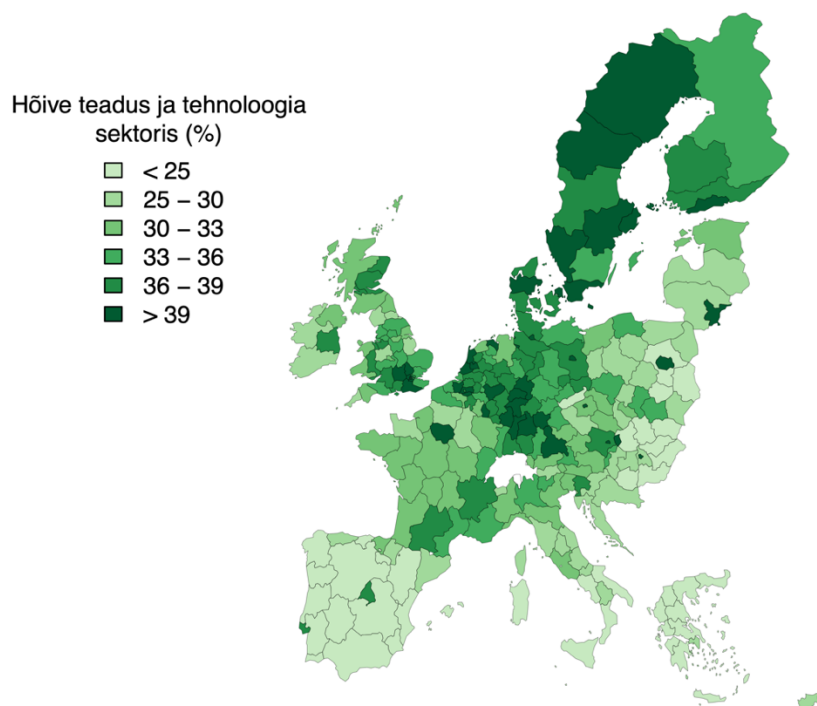 Hõive teadus ja tehnoloogia
sektoris (%)
< 25
25 – 30
30 – 33
33 – 36
36 – 39
> 39